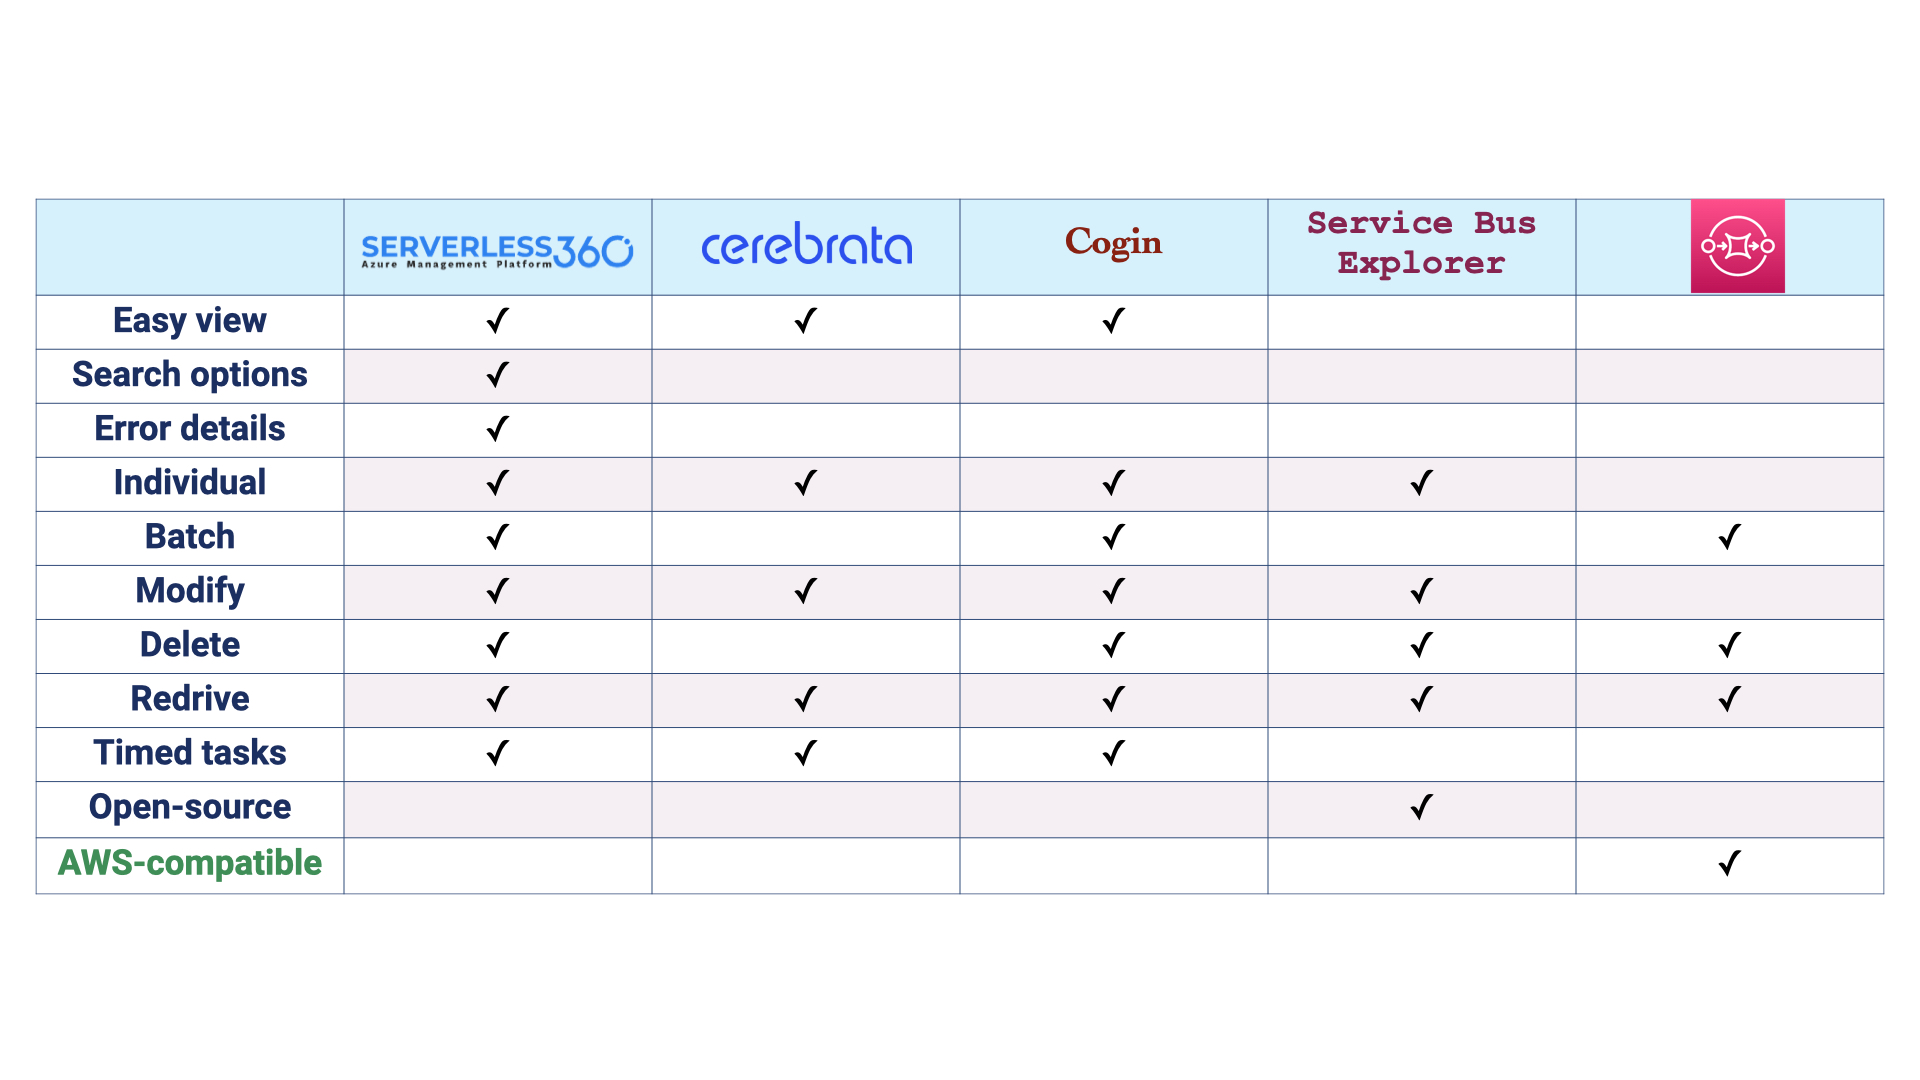 SERVERLESS360
Azure Management Platform
cerebrata
Cogin
Service Bus
Explorer
Easy view ✓ ✓ ✓
Search options ✓
Error details ✓
Individual ✓ ✓ ✓ ✓
Batch ✓ ✓ ✓
Modify ✓ ✓ ✓ ✓
Delete ✓ ✓ ✓ ✓
Redrive ✓ ✓ ✓ ✓ ✓
Timed tasks ✓ ✓ ✓
Open-source ✓
AWS-compatible ✓